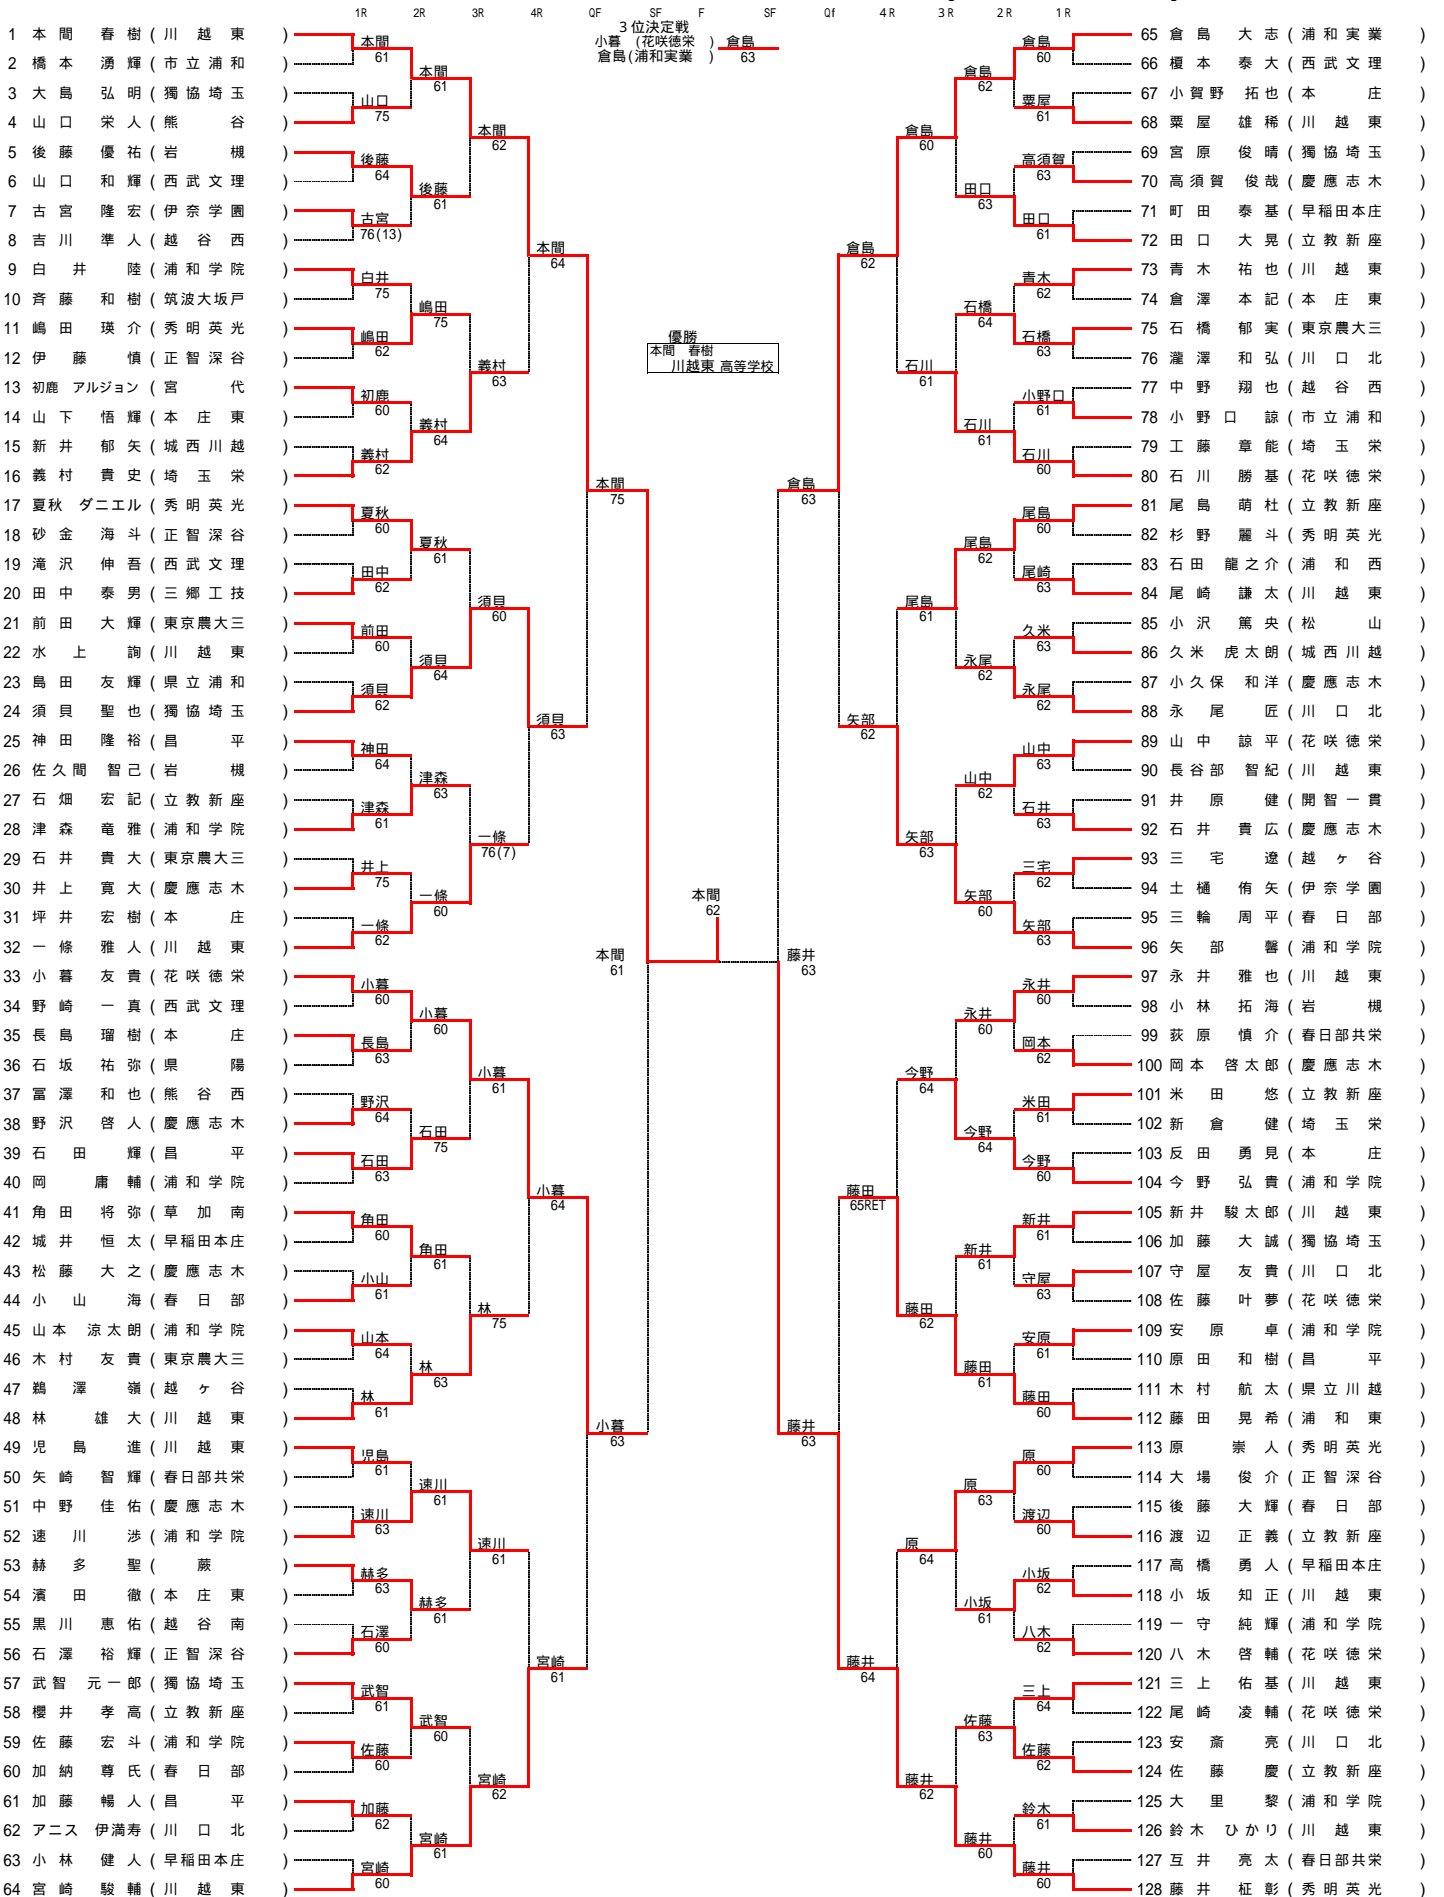 1R 2R 3R 4R QF SF F SF Qf 4R 3R 2R 1R
3位決定戦
小暮 (花咲徳栄 ) 倉島
倉島(浦和実業 ) 63
優勝
本間 春樹
川越東 高等学校
1 本間 春樹 (川越東)
2 橋本 湧輝 (市立浦和)
3 大島 弘明 (獨協埼玉)
4 山口 栄人 (熊谷)
5 後藤 優祐 (岩槻)
6 山口 和輝 (西武文理)
7 古宮 隆宏 (伊奈学園)
8 吉川 準人 (越谷西)
9 白井 陸 (浦和学院)
10 斉藤 和樹 (筑波大坂戸)
11 嶋田 瑛介 (秀明英光)
12 伊藤 慎 (正智深谷)
13 初鹿 アルジョン (宮代)
14 山下 悟輝 (本庄東)
15 新井 郁矢 (城西川越)
16 義村 貴史 (埼玉栄)
17 夏秋 ダニエル (秀明英光)
18 砂金 海斗 (正智深谷)
19 滝沢 伸吾 (西武文理)
20 田中 泰男 (三郷工技)
21 前田 大輝 (東京農大三)
22 水上 詢 (川越東)
23 島田 友輝 (県立浦和)
24 須貝 聖也 (獨協埼玉)
25 神田 隆裕 (昌平)
26 佐久間 智己 (岩槻)
27 石畑 宏記 (立教新座)
28 津森 竜雅 (浦和学院)
29 石井 貴大 (東京農大三)
30 井上 寛大 (慶應志木)
31 坪井 宏樹 (本庄)
32 一條 雅人 (川越東)
33 小暮 友貴 (花咲徳栄)
34 野崎 一真 (西武文理)
35 長島 瑠樹 (本庄)
36 石坂 祐弥 (県陽)
37 冨澤 和也 (熊谷西)
38 野沢 啓人 (慶應志木)
39 石田 輝 (昌平)
40 岡 庸輔 (浦和学院)
41 角田 将弥 (草加南)
42 城井 恒太 (早稲田本庄)
43 松藤 大之 (慶應志木)
44 小山 海 (春日部)
45 山本 涼太朗 (浦和学院)
46 木村 友貴 (東京農大三)
47 鵜澤 嶺 (越ヶ谷)
48 林 雄大 (川越東)
49 児島 進 (川越東)
50 矢崎 智輝 (春日部共栄)
51 中野 佳佑 (慶應志木)
52 速川 渉 (浦和学院)
53 赫多 聖 (蕨)
54 濱田 徹 (本庄東)
55 黒川 恵佑 (越谷南)
56 石澤 裕輝 (正智深谷)
57 武智 元一郎 (獨協埼玉)
58 櫻井 孝高 (立教新座)
59 佐藤 宏斗 (浦和学院)
60 加納 尊氏 (春日部)
61 加藤 暢人 (昌平)
62 アニス 伊満寿 (川口北)
63 小林 健人 (早稲田本庄)
64 宮崎 駿輔 (川越東)
本間 61
山口 75
後藤 64
古宮 76(13)
白井 75
嶋田 62
初鹿 60
義村 62
夏秋 60
田中 62
前田 60
須貝 62
神田 64
津森 61
井上 75
一條 62
小暮 60
長島 63
野沢 64
石田 63
角田 60
小山 61
山本 64
林 61
児島 61
速川 63
赫多 63
石澤 60
武智 61
佐藤 60
加藤 62
宮崎 60
本間 61
後藤 61
嶋田 75
義村 64
夏秋 61
須貝 64
津森 63
一條 60
小暮 60
石田 75
角田 61
林 63
速川 61
赫多 61
武智 60
宮崎 61
本間 62
義村 63
須貝 60
一條 76(7)
小暮 61
林 75
速川 61
宮崎 62
本間 64
須貝 63
小暮 64
宮崎 61
本間 75
小暮 63
本間 61
本間 62
藤井 63
倉島 63
藤井 63
倉島 62
矢部 62
藤田 65RET
藤井 64
倉島 60
石川 61
尾島 61
矢部 63
今野 64
藤田 62
原 64
藤井 62
倉島 62
田口 63
石橋 64
石川 61
尾島 62
永尾 62
山中 62
矢部 60
永井 60
今野 64
新井 61
藤田 61
原 63
小坂 61
佐藤 63
藤井 60
倉島 60
粟屋 61
高須賀 63
田口 61
青木 62
石橋 63
小野口 61
石川 60
尾島 60
尾崎 63
久米 63
永尾 62
山中 63
石井 63
三宅 62
矢部 63
永井 60
岡本 62
米田 61
今野 60
新井 61
守屋 63
安原 61
藤田 60
原 60
渡辺 60
小坂 62
八木 62
三上 64
佐藤 62
鈴木 61
藤井 60
65 倉島 大志 (浦和実業)
66 榎本 泰大 (西武文理)
67 小賀野 拓也 (本庄)
68 粟屋 雄稀 (川越東)
69 宮原 俊晴 (獨協埼玉)
70 高須賀 俊哉 (慶應志木)
71 町田 泰基 (早稲田本庄)
72 田口 大晃 (立教新座)
73 青木 祐也 (川越東)
74 倉澤 本記 (本庄東)
75 石橋 郁実 (東京農大三)
76 瀧澤 和弘 (川口北)
77 中野 翔也 (越谷西)
78 小野口 諒 (市立浦和)
79 工藤 章能 (埼玉栄)
80 石川 勝基 (花咲徳栄)
81 尾島 萌杜 (立教新座)
82 杉野 麗斗 (秀明英光)
83 石田 龍之介 (浦和西)
84 尾崎 謙太 (川越東)
85 小沢 篤央 (松山)
86 久米 虎太朗 (城西川越)
87 小久保 和洋 (慶應志木)
88 永尾 匠 (川口北)
89 山中 諒平 (花咲徳栄)
90 長谷部 智紀 (川越東)
91 井原 健 (開智一貫)
92 石井 貴広 (慶應志木)
93 三宅 遼 (越ヶ谷)
94 土樋 侑矢 (伊奈学園)
95 三輪 周平 (春日部)
96 矢部 馨 (浦和学院)
97 永井 雅也 (川越東)
98 小林 拓海 (岩槻)
99 荻原 慎介 (春日部共栄)
100 岡本 啓太郎 (慶應志木)
101 米田 悠 (立教新座)
102 新倉 健 (埼玉栄)
103 反田 勇見 (本庄)
104 今野 弘貴 (浦和学院)
105 新井 駿太郎 (川越東)
106 加藤 大誠 (獨協埼玉)
107 守屋 友貴 (川口北)
108 佐藤 叶夢 (花咲徳栄)
109 安原 卓 (浦和学院)
110 原田 和樹 (昌平)
111 木村 航太 (県立川越)
112 藤田 晃希 (浦和東)
113 原 崇人 (秀明英光)
114 大場 俊介 (正智深谷)
115 後藤 大輝 (春日部)
116 渡辺 正義 (立教新座)
117 高橋 勇人 (早稲田本庄)
118 小坂 知正 (川越東)
119 一守 純輝 (浦和学院)
120 八木 啓輔 (花咲徳栄)
121 三上 佑基 (川越東)
122 尾崎 凌輔 (花咲徳栄)
123 安斎 亮 (川口北)
124 佐藤 慶 (立教新座)
125 大里 黎 (浦和学院)
126 鈴木 ひかり (川越東)
127 互井 亮太 (春日部共栄)
128 藤井 柾彰 (秀明英光)